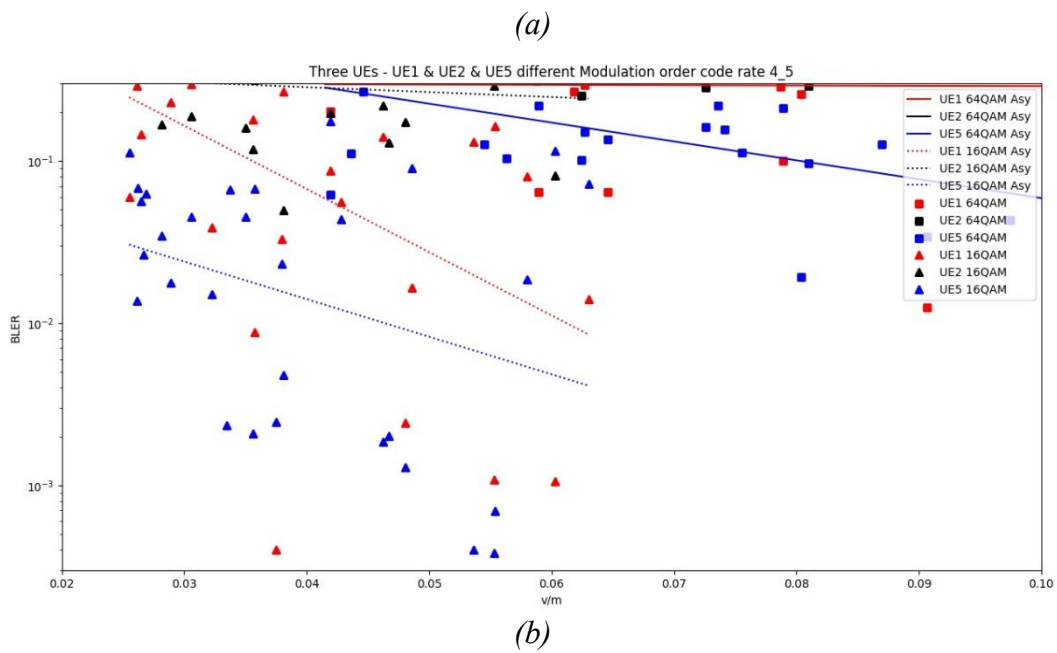 (a)
Three UEs - UE1 & UE2 & UE5 different Modulation order code rate 4_5
UE1 64QAM Asy
UE2 64QAM Asy
UE5 64QAM Asy
UE1 16QAM Asy
UE2 16QAM Asy
UE5 16QAM Asy
UE1 64QAM
UE2 64QAM
UE5 64QAM
UE1 16QAM
UE2 16QAM
UE5 16QAM
BLER
10⁻¹
10⁻²
10⁻³
0.02 0.03 0.04 0.05 0.06 0.07 0.08 0.09 0.10
v/m
(b)